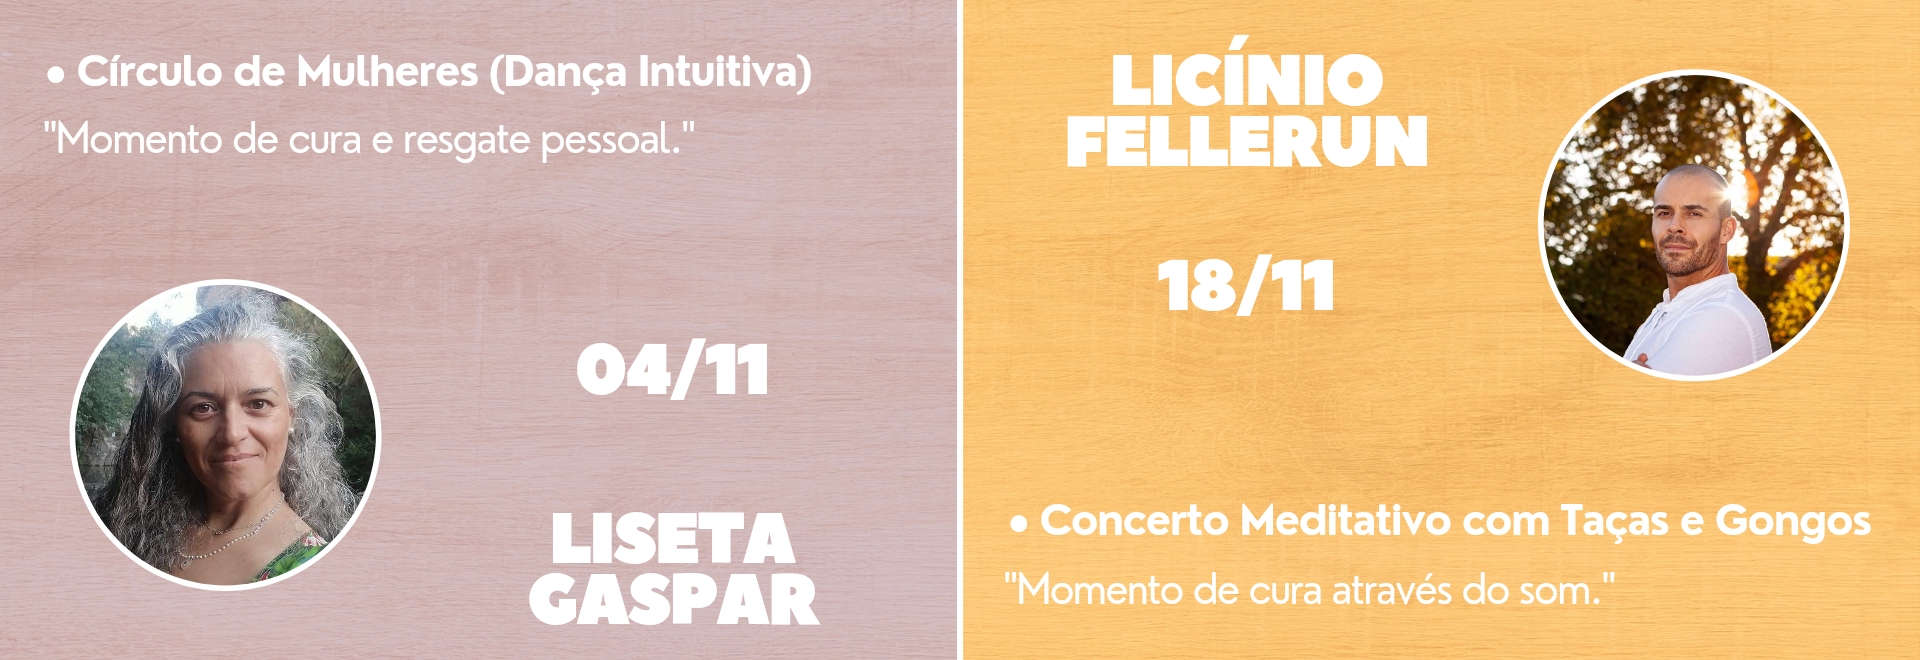 • Círculo de Mulheres (Dança Intuitiva)
"Momento de cura e resgate pessoal."
04/11
LISETA
GASPAR
LICÍNIO
FELLERUN
18/11
• Concerto Meditativo com Taças e Gongos
"Momento de cura através do som."